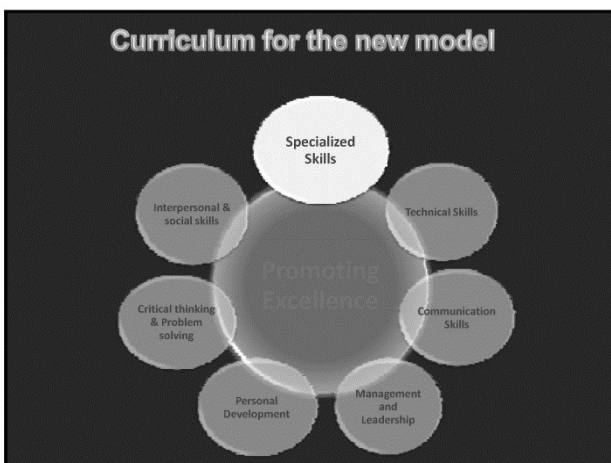 Curriculum for the new model
Specialized
Skills
Interpersonal &
social skills
Technical Skills
Promoting
Excellence
Critical thinking
& Problem
solving
Communication
Skills
Personal
Development
Management
and
Leadership